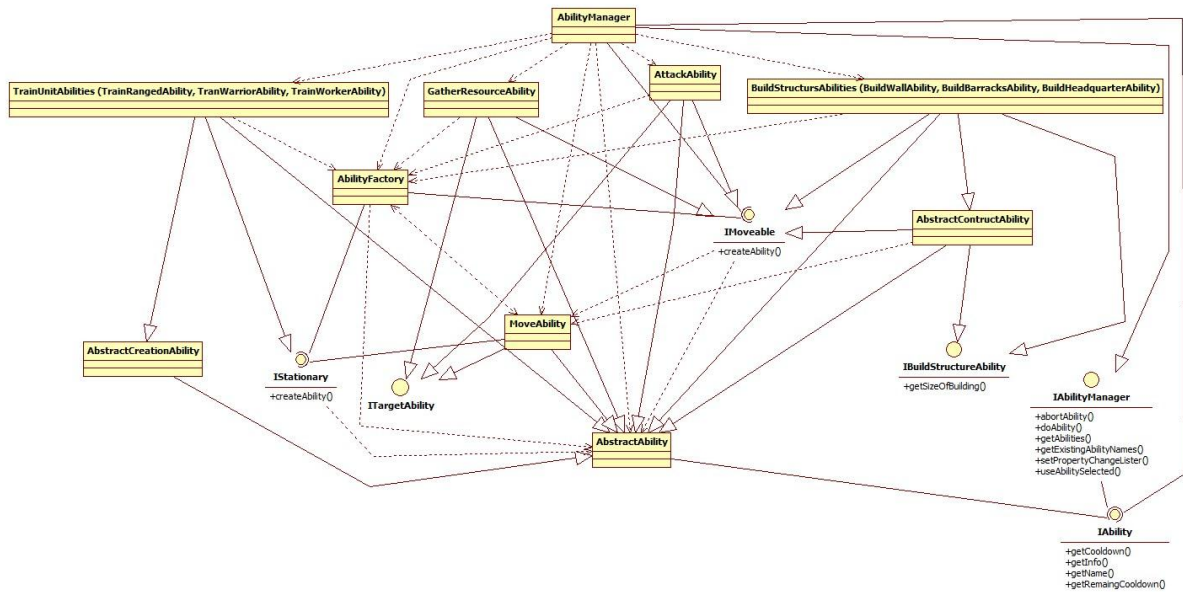 AbilityManager
TrainUnitAbilities (TrainRangedAbility, TranWarriorAbility, TrainWorkerAbility)
GatherResourceAbility
AttackAbility
BuildStructursAbilities (BuildWallAbility, BuildBarracksAbility, BuildHeadquarterAbility)
AbilityFactory
IMoveable
+createAbility()
AbstractContructAbility
MoveAbility
AbstractCreationAbility
IStationary
+createAbility()
ITargetAbility
IBuildStructureAbility
+getSizeOfBuilding()
IAbilityManager
+abortAbility()
+doAbility()
+getAbilities()
+getExistingAbilityNames()
+setPropertyChangeLister()
+useAbilitySelected()
AbstractAbility
IAbility
+getCooldown()
+getInfo()
+getName()
+getRemaingCooldown()